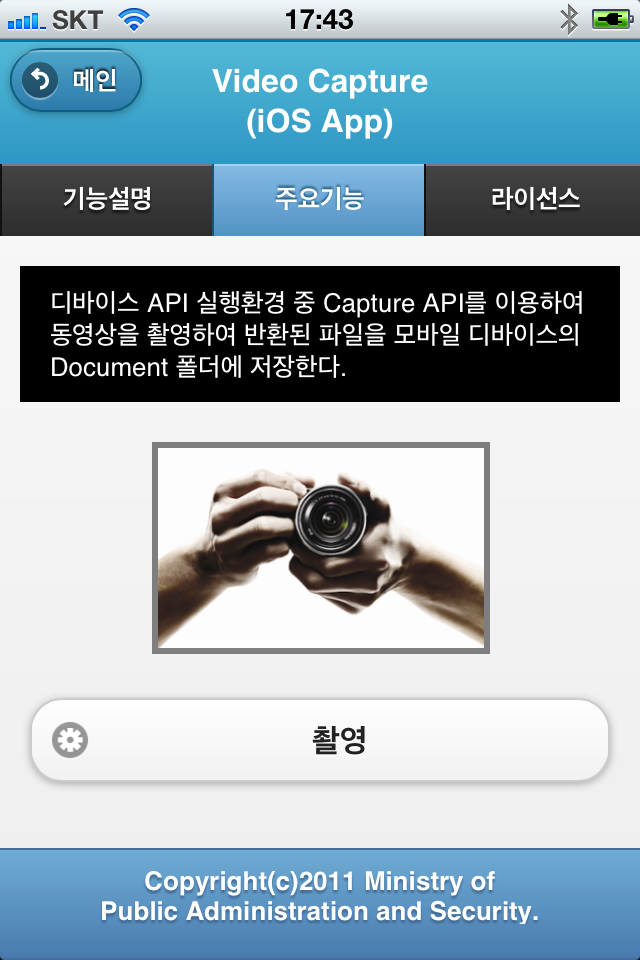 SKT 17:43
메인
Video Capture
(iOS App)
기능설명 주요기능 라이선스
디바이스 API 실행환경 중 Capture API를 이용하여
동영상을 촬영하여 반환된 파일을 모바일 디바이스의
Document 폴더에 저장한다.
촬영
Copyright(c)2011 Ministry of
Public Administration and Security.